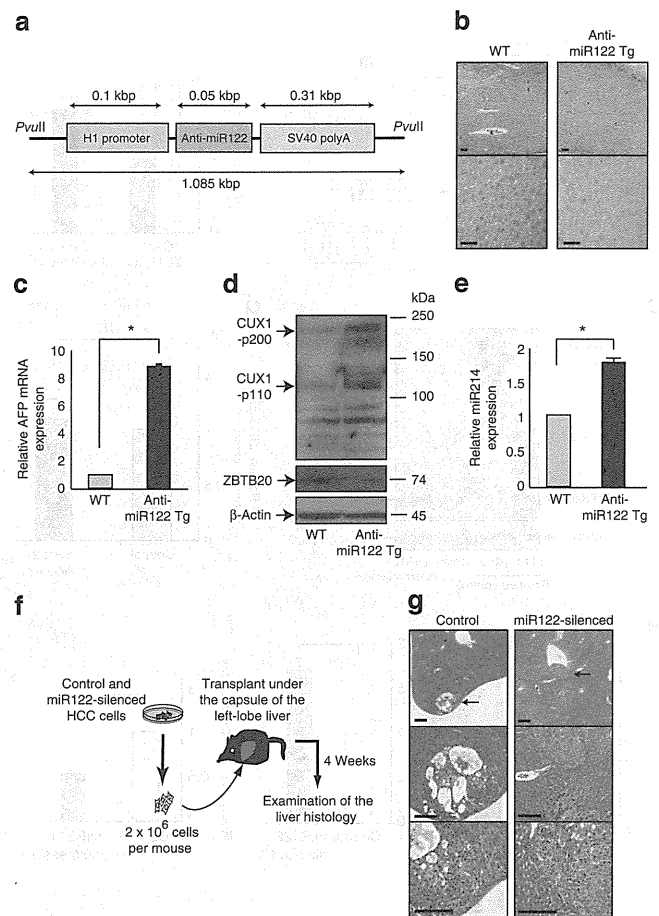 a
0.1 kbp
0.05 kbp
0.31 kbp
PvuII
PvuII
H1 promoter
Anti-miR122
SV40 polyA
1.085 kbp
b
WT
Anti-
miR122 Tg
c
Relative AFP mRNA
expression
10
8
6
4
2
0
*
WT
Anti-
miR122 Tg
d
kDa
CUX1
-p200
250
150
CUX1
-p110
100
ZBTB20
74
β-Actin
45
WT
Anti-
miR122 Tg
e
Relative miR214
expression
2
1.5
1
0.5
0
*
WT
Anti-
miR122 Tg
f
Control and
miR122-silenced
HCC cells
Transplant under
the capsule of the
left-lobe liver
4 Weeks
Examination of the
liver histology
2 x 10⁶ cells
per mouse
g
Control
miR122-silenced